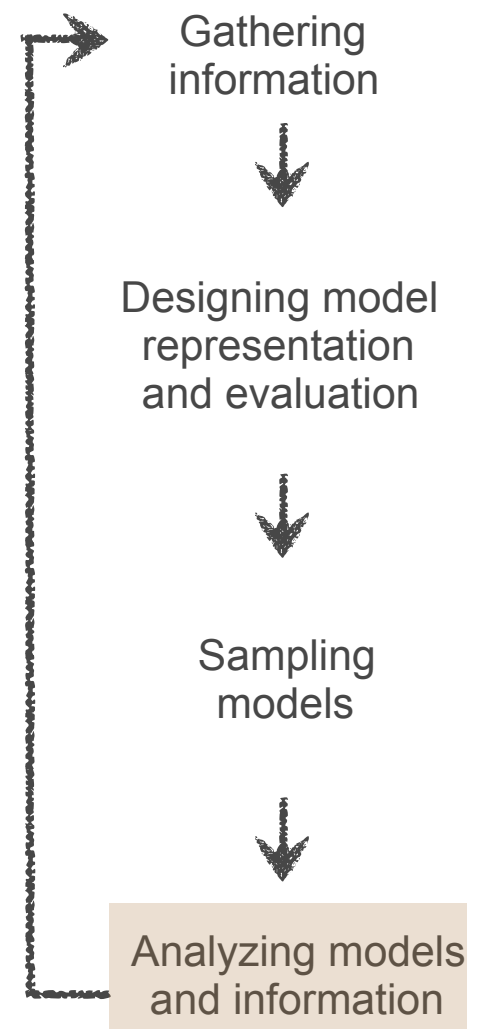 Gathering
information
Designing model
representation
and evaluation
Sampling
models
Analyzing models
and information